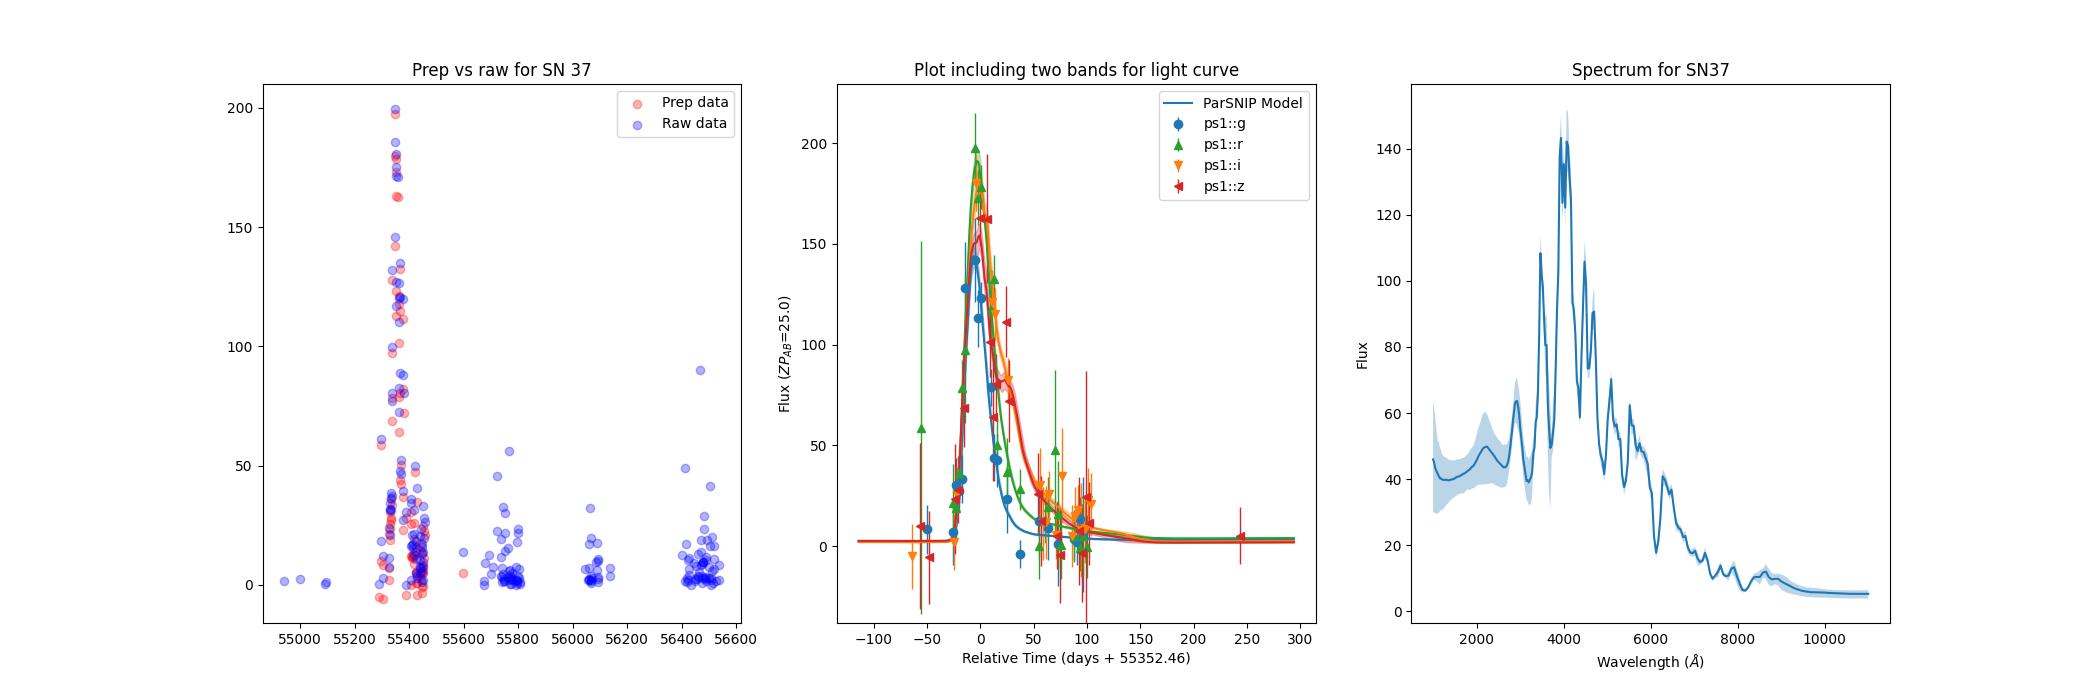 Prep vs raw for SN 37
200
150
100
50
0
55000 55200 55400 55600 55800 56000 56200 56400 56600
Prep data
Raw data
Plot including two bands for light curve
Flux ($ZP_{AB}$=25.0)
200
150
100
50
0
−100 −50 0 50 100 150 200 250 300
Relative Time (days + 55352.46)
ParSNIP Model
ps1::g
ps1::r
ps1::i
ps1::z
Spectrum for SN37
Flux
140
120
100
80
60
40
20
0
2000 4000 6000 8000 10000
Wavelength (Å)